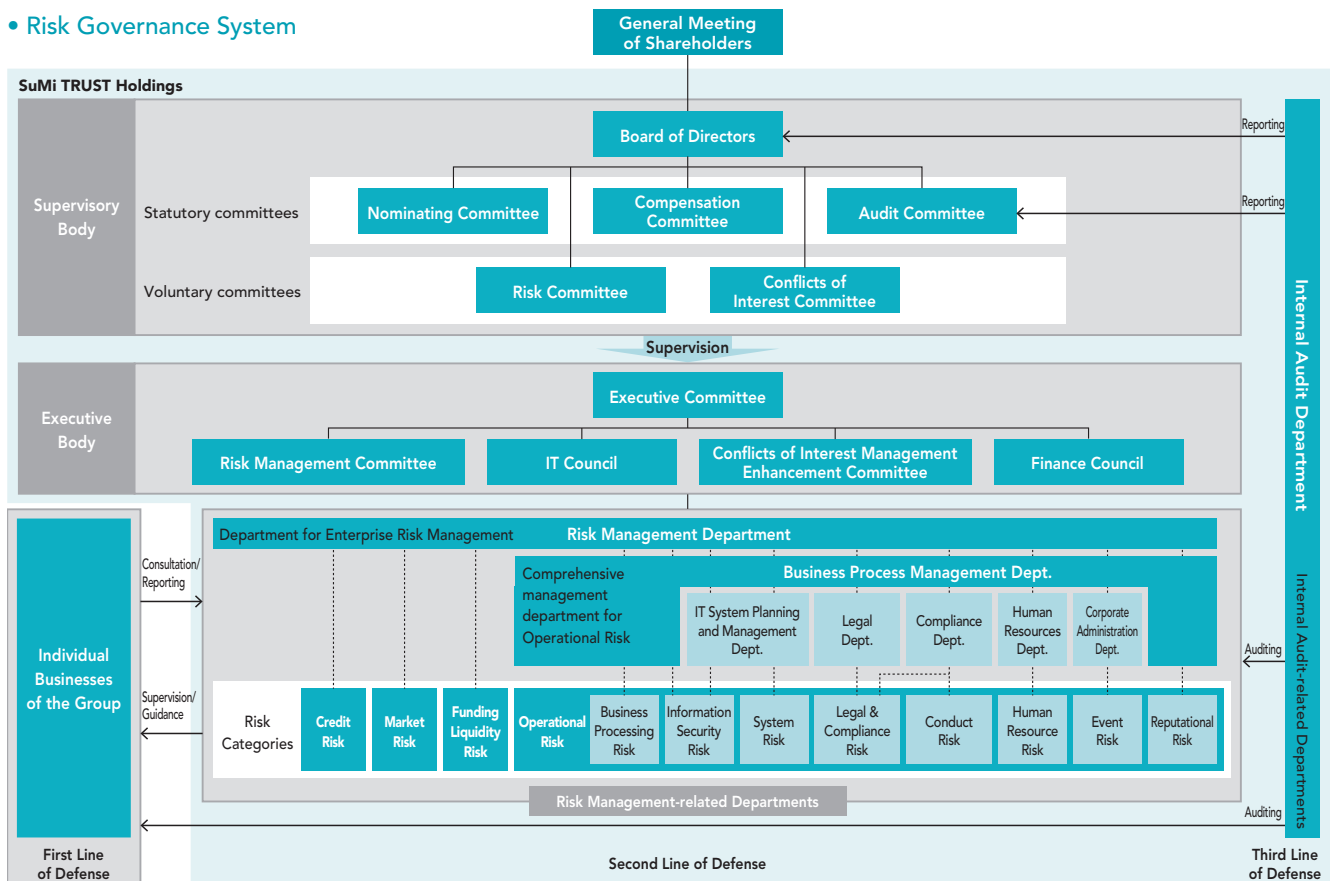 • Risk Governance System
General Meeting
of Shareholders
SuMi TRUST Holdings
Supervisory
Body
Board of Directors
Reporting
Statutory committees
Nominating Committee
Compensation
Committee
Audit Committee
Reporting
Voluntary committees
Risk Committee
Conflicts of
Interest Committee
Supervision
Executive
Body
Executive Committee
Risk Management Committee
IT Council
Conflicts of Interest Management
Enhancement Committee
Finance Council
Internal Audit Department
Internal Audit-related Departments
Individual
Businesses
of the Group
Consultation/
Reporting
Supervision/
Guidance
Department for Enterprise Risk Management
Risk Management Department
Comprehensive
management
department for
Operational Risk
Business Process Management Dept.
IT System Planning
and Management
Dept.
Legal
Dept.
Compliance
Dept.
Human
Resources
Dept.
Corporate
Administration
Dept.
Auditing
Risk
Categories
Credit
Risk
Market
Risk
Funding
Liquidity
Risk
Operational
Risk
Business
Processing
Risk
Information
Security
Risk
System
Risk
Legal &
Compliance
Risk
Conduct
Risk
Human
Resource
Risk
Event
Risk
Reputational
Risk
Risk Management-related Departments
Auditing
First Line
of Defense
Second Line of Defense
Third Line
of Defense